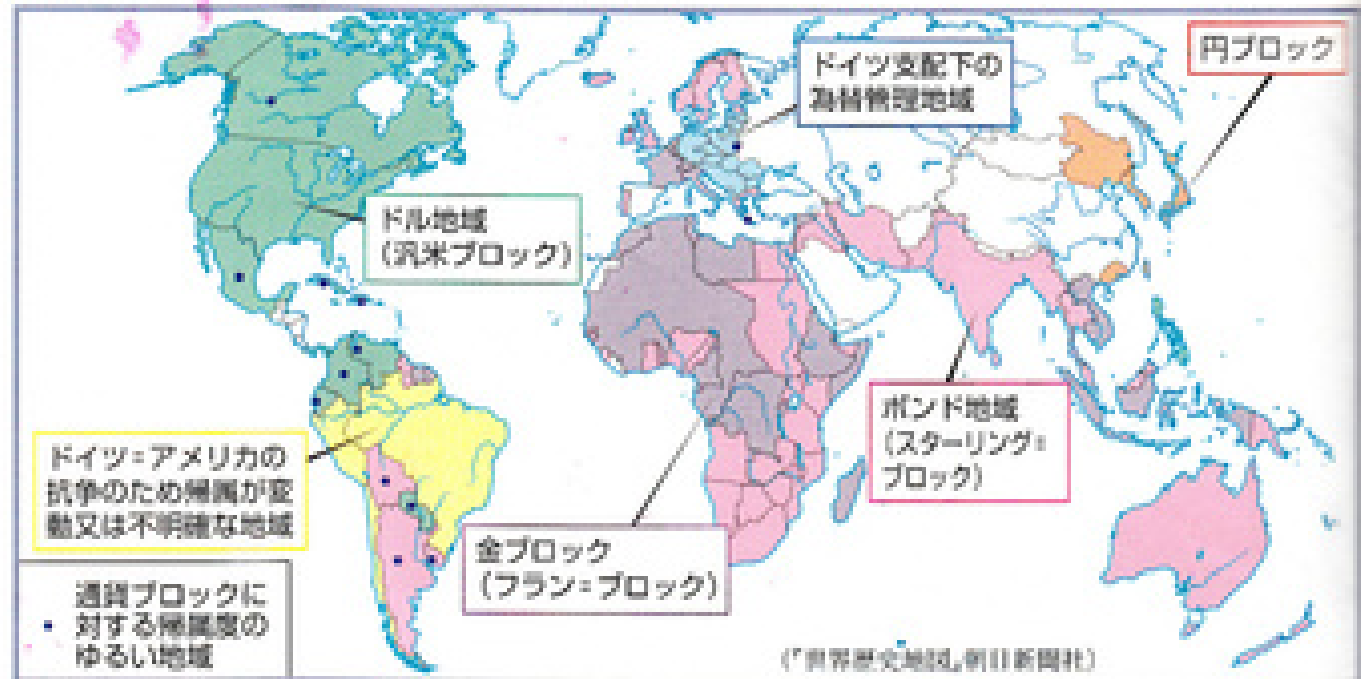 ドイツ支配下の
為替管理地域
円ブロック
ドル地域
(汎米ブロック)
ポンド地域
(スターリング=
ブロック)
ドイツ=アメリカの
抗争のため帰属が変
動又は不明確な地域
金ブロック
(フラン=ブロック)
通貨ブロックに
対する帰属度の
ゆるい地域
(『世界歴史地図』朝日新聞社)